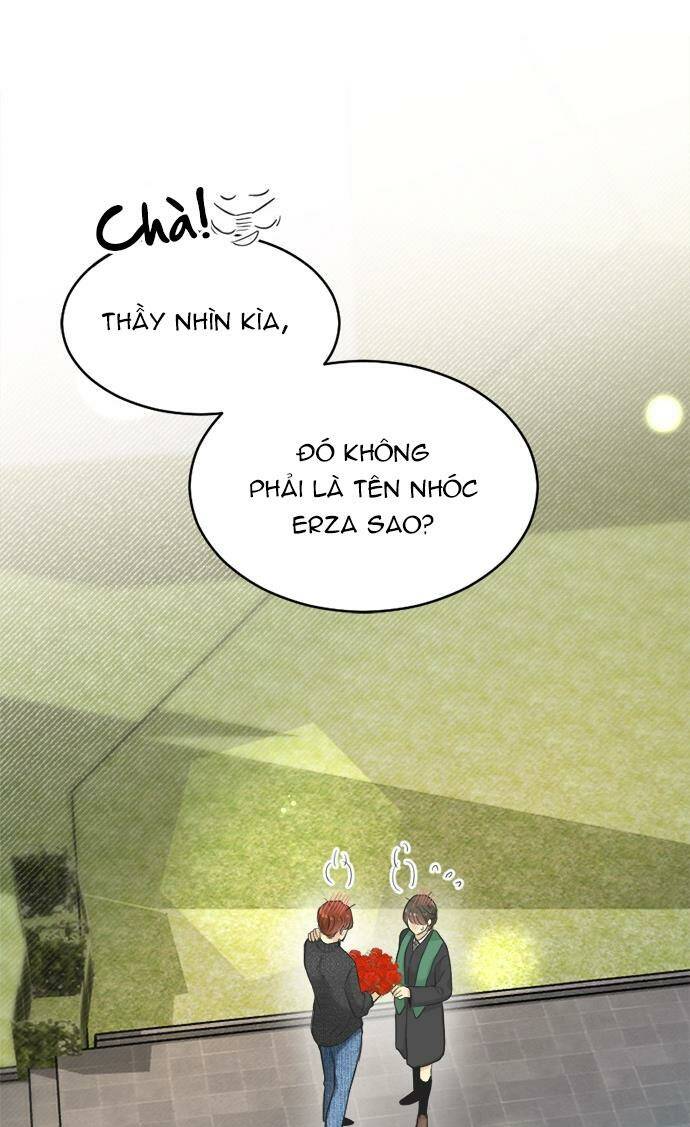 Chà!
THẦY NHÌN KÌA,
ĐÓ KHÔNG
PHẢI LÀ TÊN NHÓC
ERZA SAO?